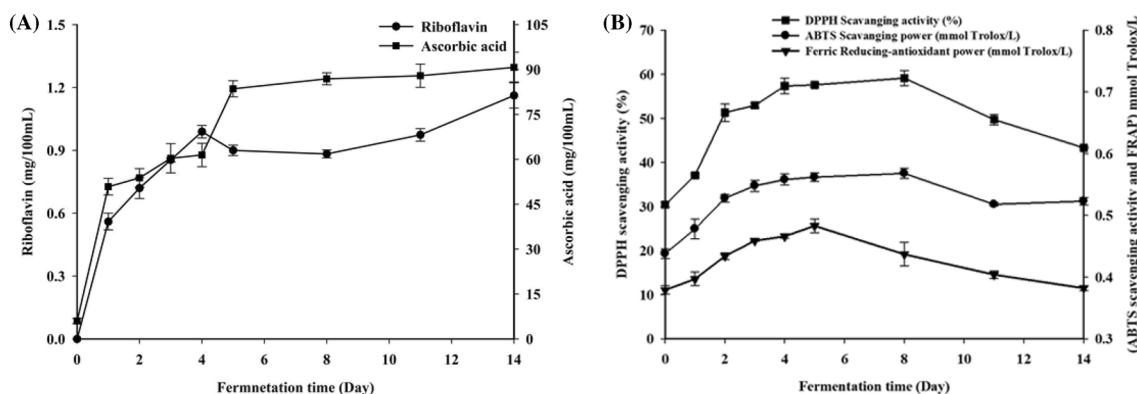 (A)
Riboflavin
Ascorbic acid
Riboflavin (mg/100mL)
1.5
1.2
0.9
0.6
0.3
0.0
Ascorbic acid (mg/100mL)
105
90
75
60
45
30
15
0
0 2 4 6 8 10 12 14
Fermnetation time (Day)
(B)
DPPH Scavanging activity (%)
ABTS Scavanging power (mmol Trolox/L)
Ferric Reducing-antioxidant power (mmol Trolox/L)
DPPH scavenging activity (%)
70
60
50
40
30
20
10
0
(ABTS scavenging activity and FRAP) mmol Trolox/L
0.8
0.7
0.6
0.5
0.4
0.3
0 2 4 6 8 10 12 14
Fermentation time (Day)